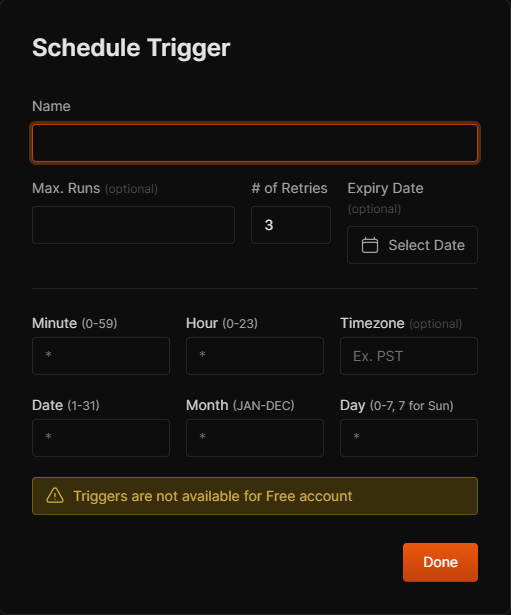 Schedule Trigger
Name
Max. Runs (optional) # of Retries Expiry Date
(optional)
3
Select Date
Minute (0-59) Hour (0-23) Timezone (optional)
* * Ex. PST
Date (1-31) Month (JAN-DEC) Day (0-7, 7 for Sun)
* * *
Triggers are not available for Free account
Done